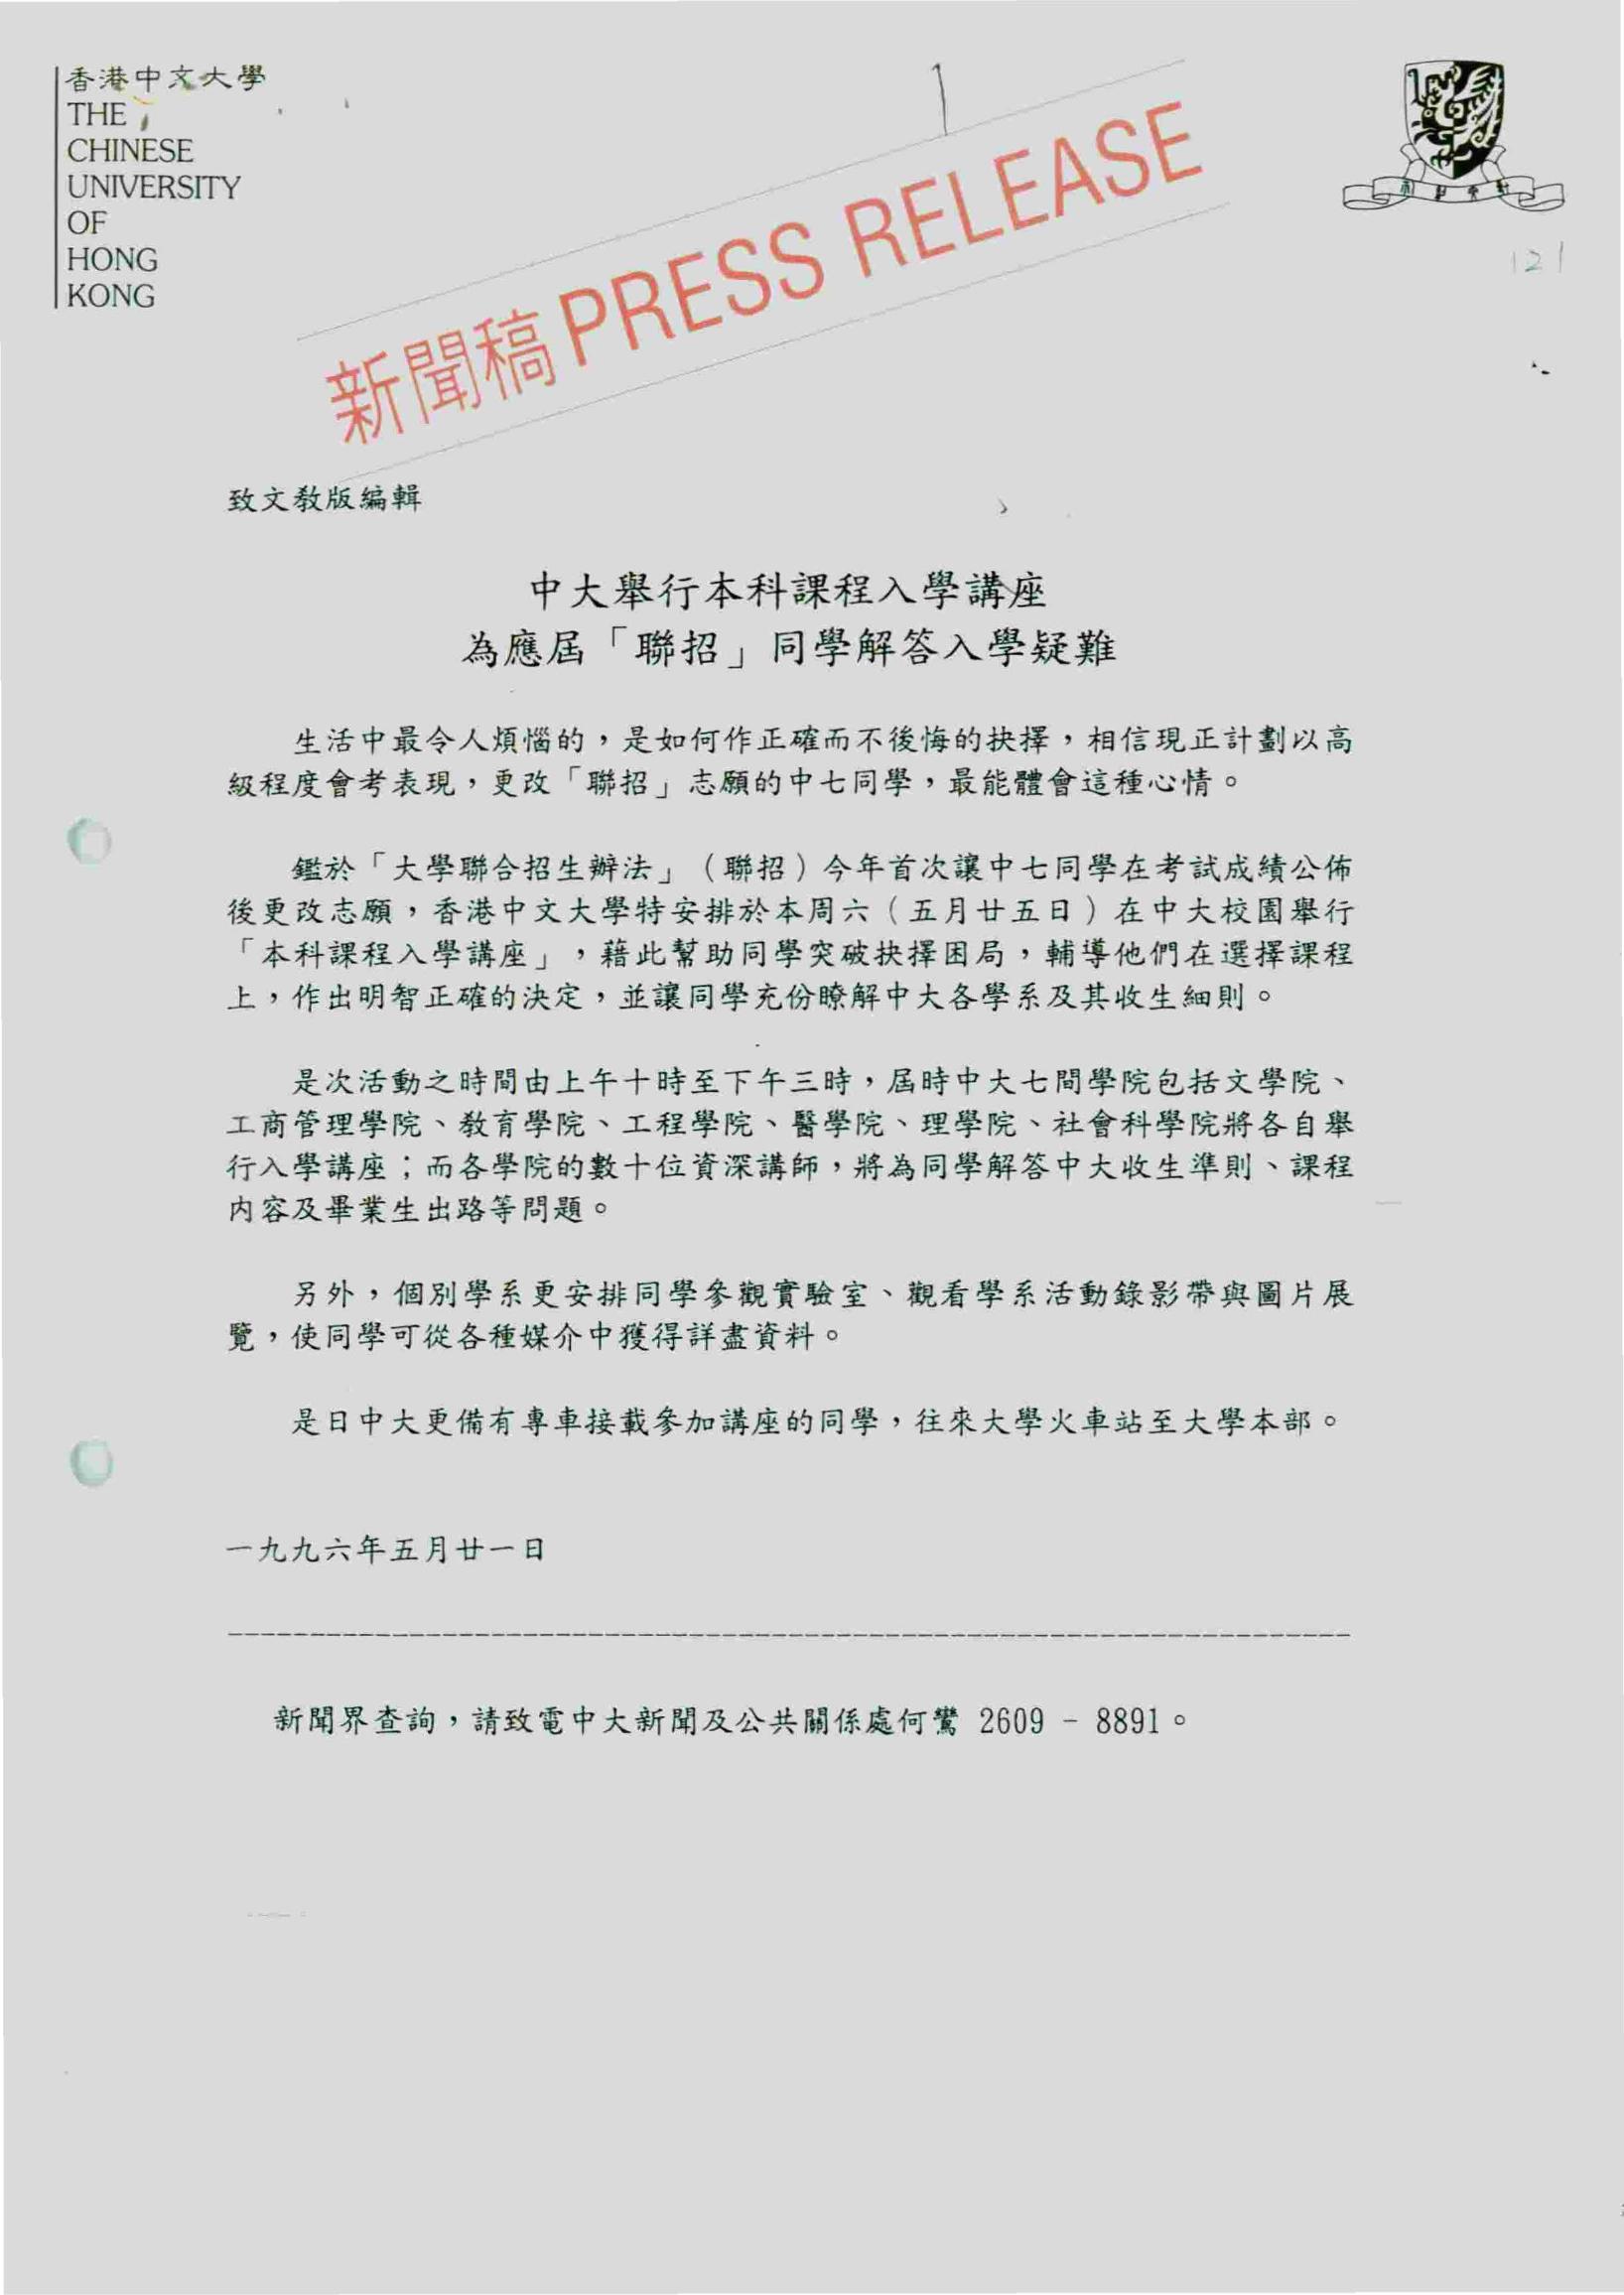 香港中文大學
THE
CHINESE
UNIVERSITY
OF
HONG
KONG
新聞稿 PRESS RELEASE
121
致文教版編輯
中大舉行本科課程入學講座
為應屆「聯招」同學解答入學疑難
生活中最令人煩惱的，是如何作正確而不後悔的抉擇，相信現正計劃以高
級程度會考表現，更改「聯招」志願的中七同學，最能體會這種心情。
鑑於「大學聯合招生辦法」（聯招）今年首次讓中七同學在考試成績公佈
後更改志願，香港中文大學特安排於本周六（五月廿五日）在中大校園舉行
「本科課程入學講座」，藉此幫助同學突破抉擇困局，輔導他們在選擇課程
上，作出明智正確的決定，並讓同學充份瞭解中大各學系及其收生細則。
是次活動之時間由上午十時至下午三時，屆時中大七間學院包括文學院、
工商管理學院、教育學院、工程學院、醫學院、理學院、社會科學院將各自舉
行入學講座；而各學院的數十位資深講師，將為同學解答中大收生準則、課程
內容及畢業生出路等問題。
另外，個別學系更安排同學參觀實驗室、觀看學系活動錄影帶與圖片展
覽，使同學可從各種媒介中獲得詳盡資料。
是日中大更備有專車接載參加講座的同學，往來大學火車站至大學本部。
一九九六年五月廿一日
新聞界查詢，請致電中大新聞及公共關係處何鸞 2609 - 8891。